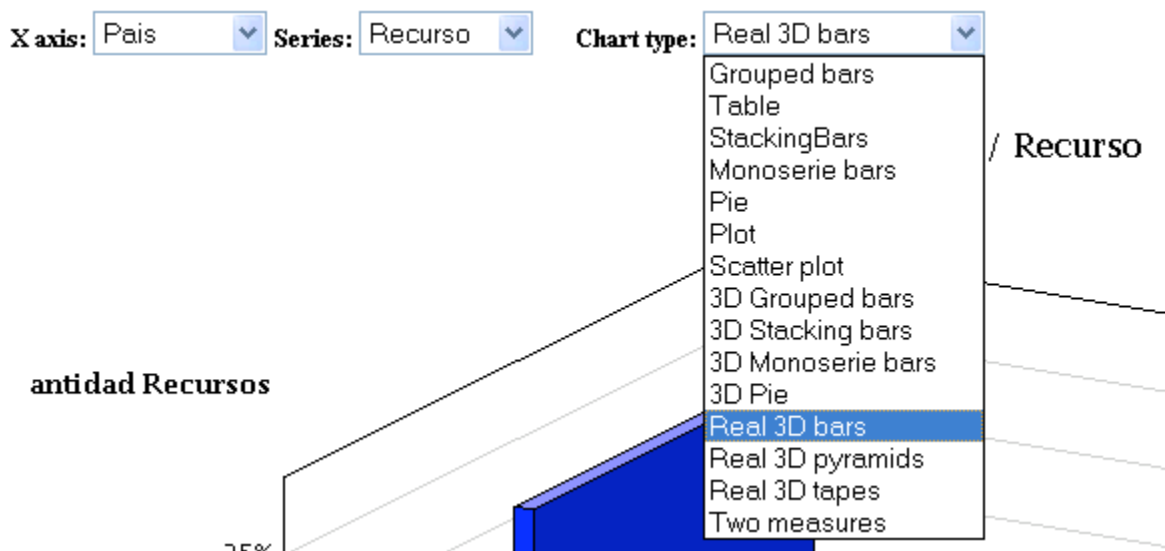 X axis: Pais Series: Recurso Chart type: Real 3D bars
Grouped bars
Table
StackingBars
Monoserie bars
Pie
Plot
Scatter plot
3D Grouped bars
3D Stacking bars
3D Monoserie bars
3D Pie
Real 3D bars
Real 3D pyramids
Real 3D tapes
Two measures
/ Recurso
antidad Recursos